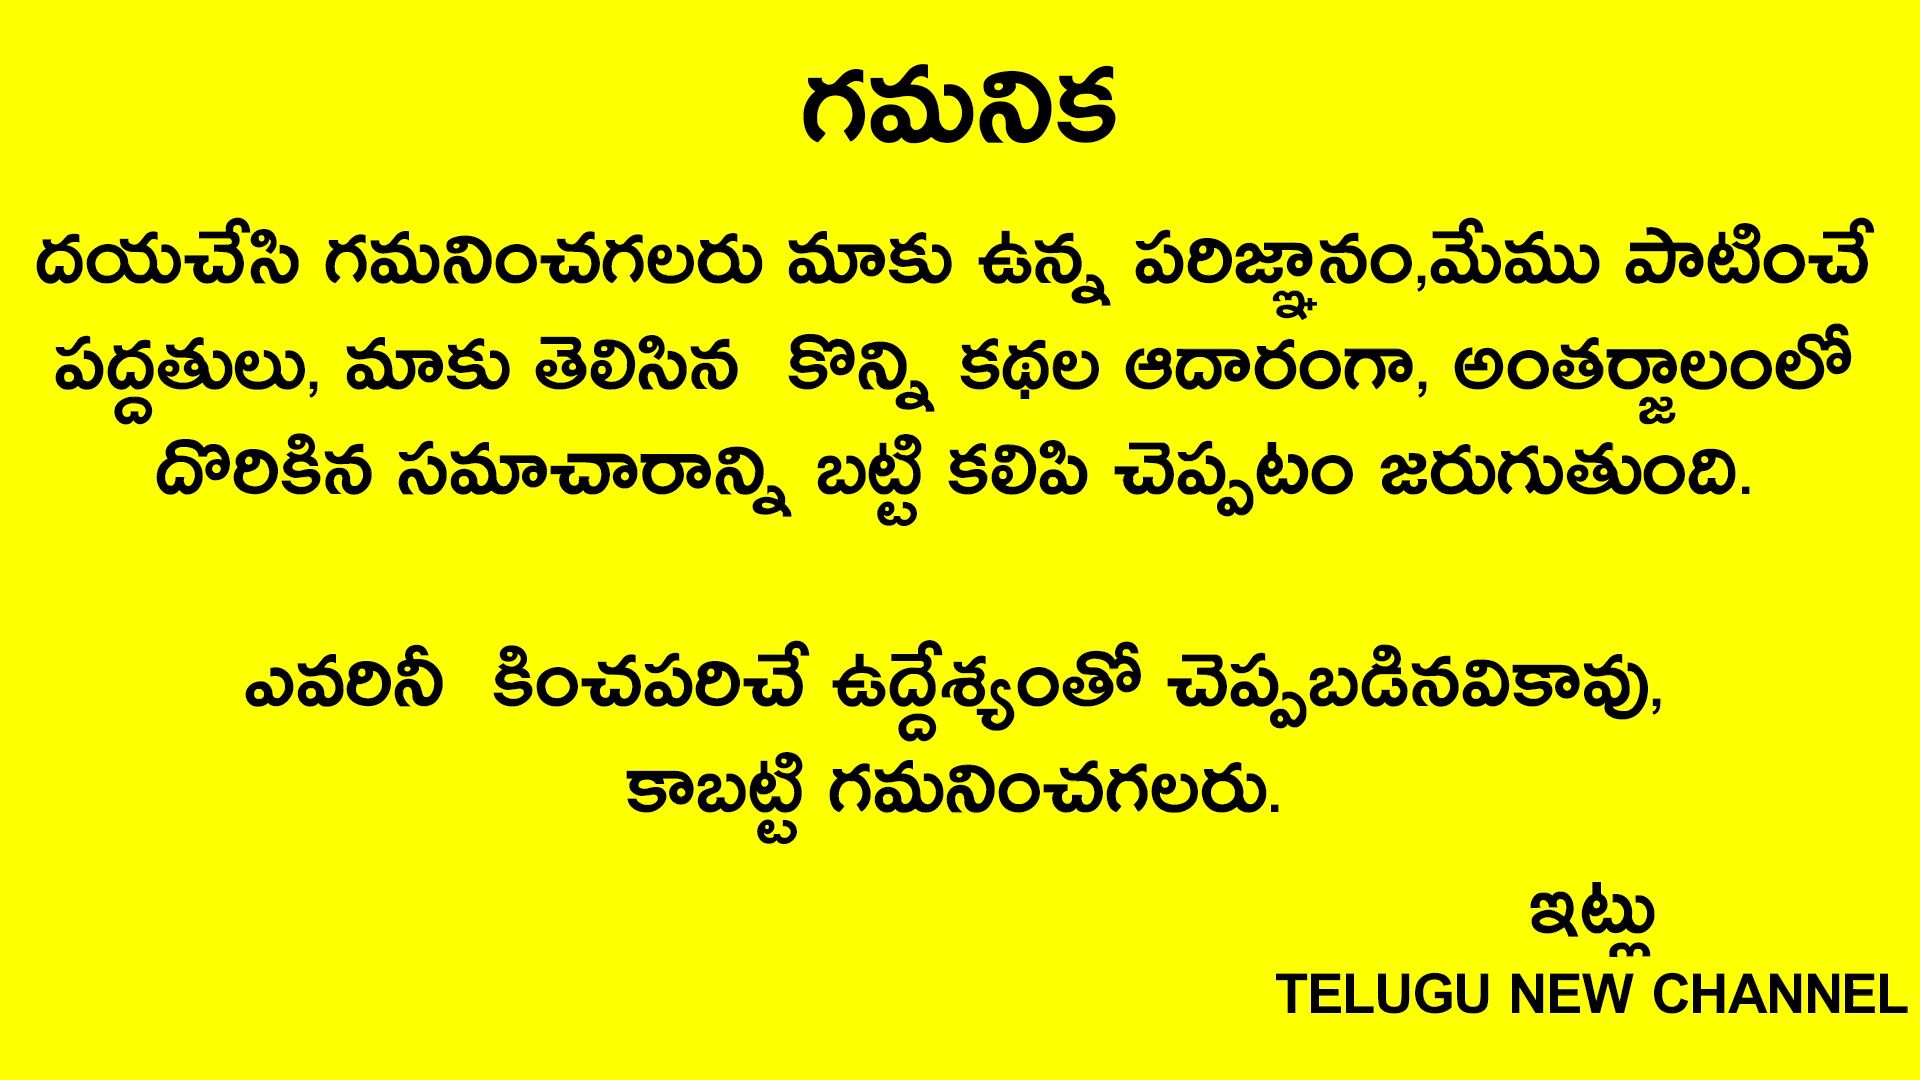 గమనిక
దయచేసి గమనించగలరు మాకు ఉన్న పరిజ్ఞానం,మేము పాటించే
పద్దతులు, మాకు తెలిసిన కొన్ని కథల ఆదారంగా, అంతర్జాలంలో
దొరికిన సమాచారాన్ని బట్టి కలిపి చెప్పటం జరుగుతుంది.
ఎవరినీ కించపరిచే ఉద్దేశ్యంతో చెప్పబడినవికావు,
కాబట్టి గమనించగలరు.
ఇట్లు
TELUGU NEW CHANNEL